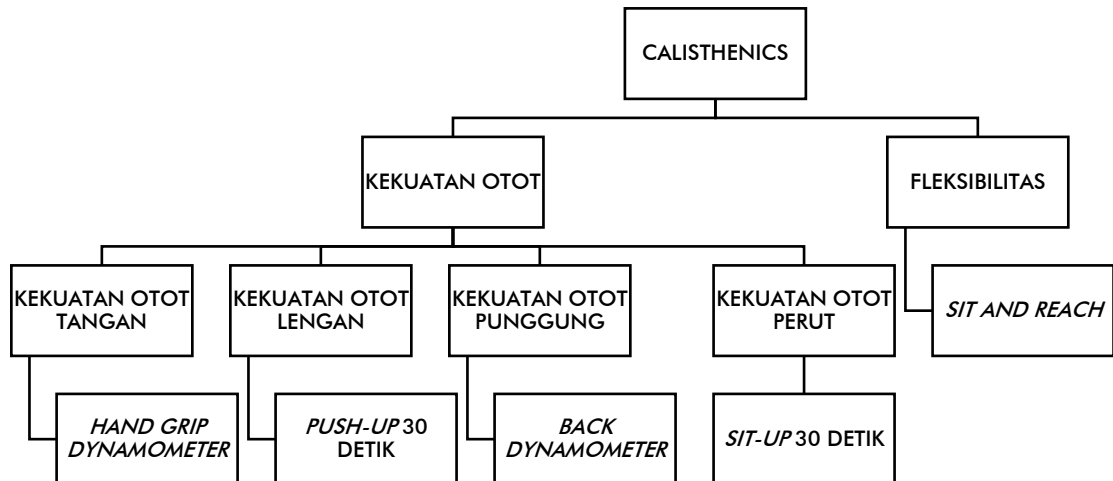 CALISTHENICS
KEKUATAN OTOT
FLEKSIBILITAS
KEKUATAN OTOT
TANGAN
KEKUATAN OTOT
LENGAN
KEKUATAN OTOT
PUNGGUNG
KEKUATAN OTOT
PERUT
SIT AND REACH
HAND GRIP
DYNAMOMETER
PUSH-UP 30
DETIK
BACK
DYNAMOMETER
SIT-UP 30 DETIK